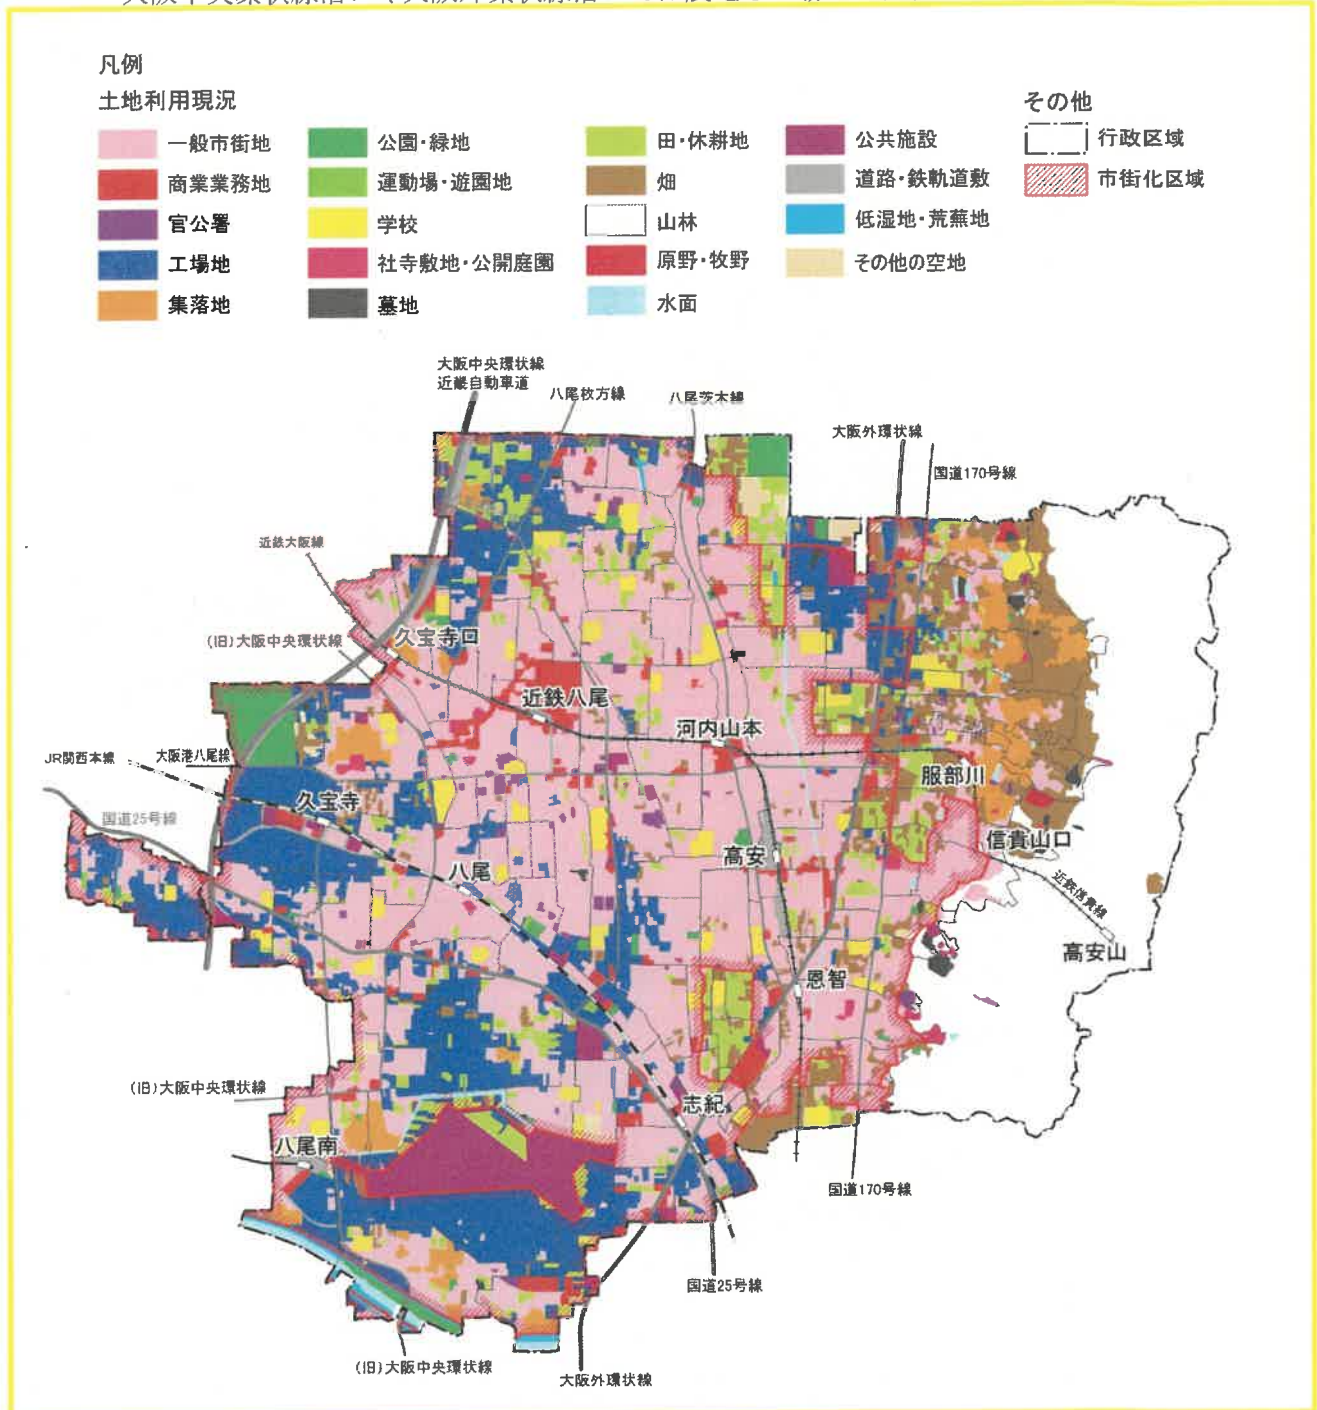 凡例
土地利用現況
一般市街地
商業業務地
官公署
工場地
集落地
公園・緑地
運動場・遊園地
学校
社寺敷地・公開庭園
墓地
田・休耕地
畑
山林
原野・牧野
水面
公共施設
道路・鉄軌道敷
低湿地・荒蕪地
その他の空地
その他
行政区域
市街化区域
大阪中央環状線
近畿自動車道
八尾枚方線
八尾茨木線
大阪外環状線
国道170号線
近鉄大阪線
(旧)大阪中央環状線
久宝寺口
近鉄八尾
河内山本
JR関西本線
大阪港八尾線
服部川
久宝寺
国道25号線
信貴山口
高安
八尾
近鉄信貴線
高安山
恩智
(旧)大阪中央環状線
志紀
八尾南
国道170号線
国道25号線
(旧)大阪中央環状線
大阪外環状線